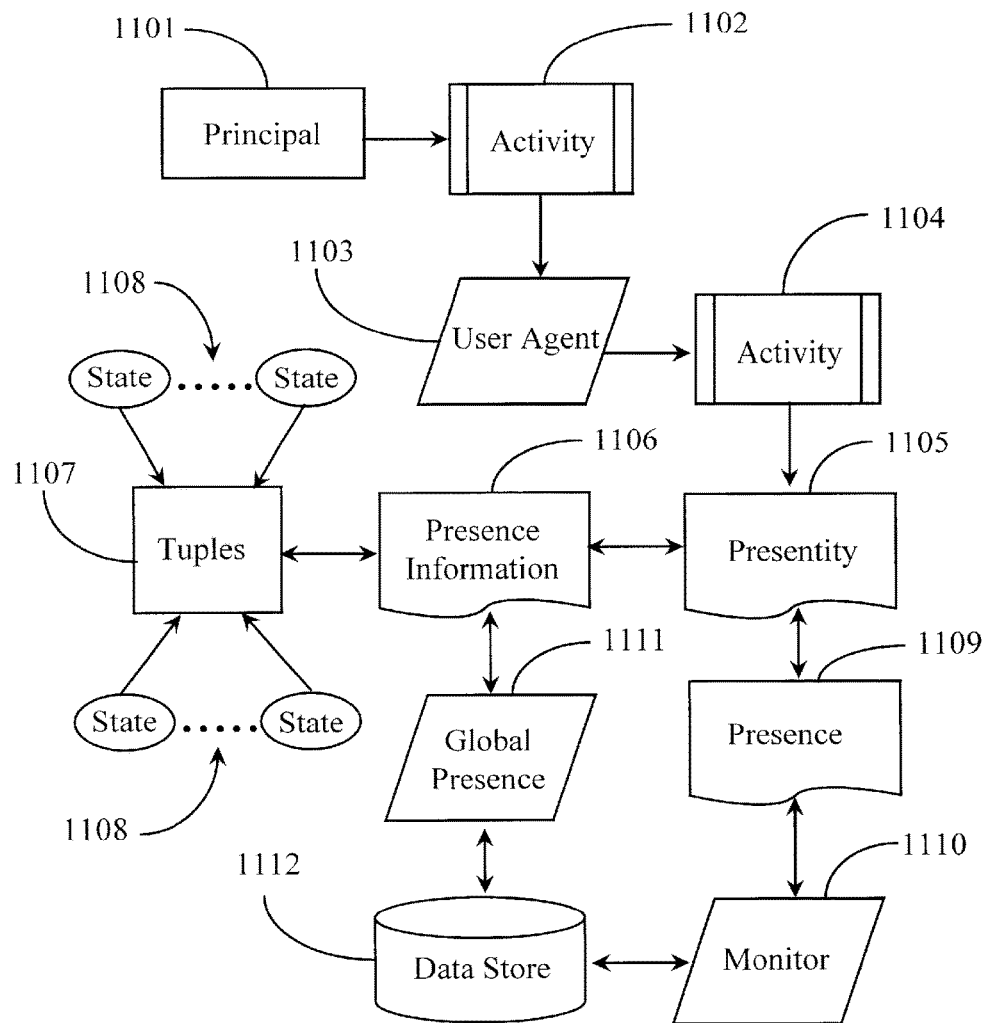 1101
1102
Principal
Activity
1104
1103
1108
User Agent
Activity
State
State
1106
1105
1107
Tuples
Presence
Information
Presentity
1111
1109
State
State
Global
Presence
Presence
1108
1110
1112
Data Store
Monitor